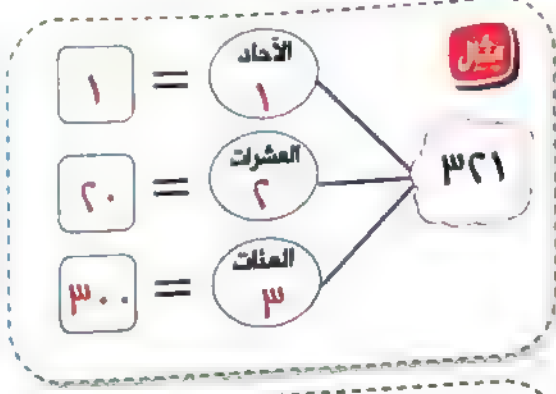 مثال
٣٢١
الآحاد
١ = ١
العشرات
٢ = ٢٠
المئات
٣ = ٣٠٠